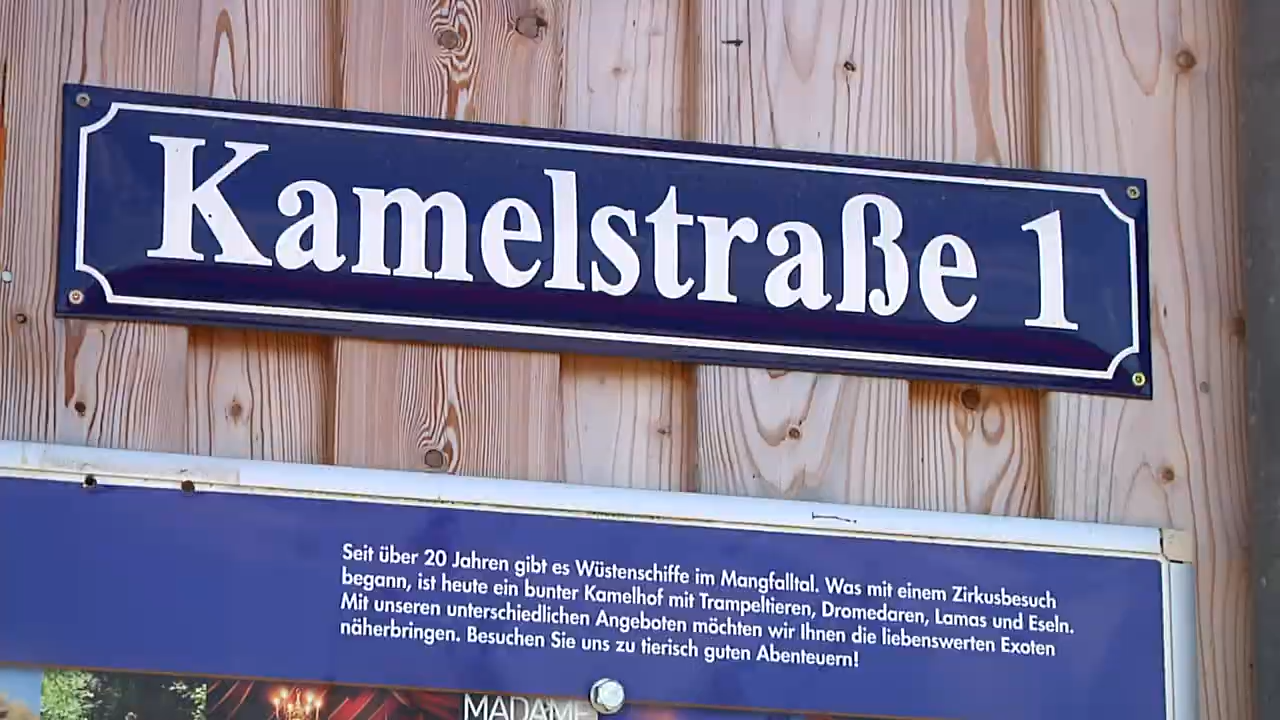 Kamelstraße 1
Seit über 20 Jahren gibt es Wüstenschiffe im Mangfalltal. Was mit einem Zirkusbesuch
begann, ist heute ein bunter Kamelhof mit Trampeltieren, Dromedaren, Lamas und Eseln.
Mit unseren unterschiedlichen Angeboten möchten wir Ihnen die liebenswerten Exoten
näherbringen. Besuchen Sie uns zu tierisch guten Abenteuern!
MADAME